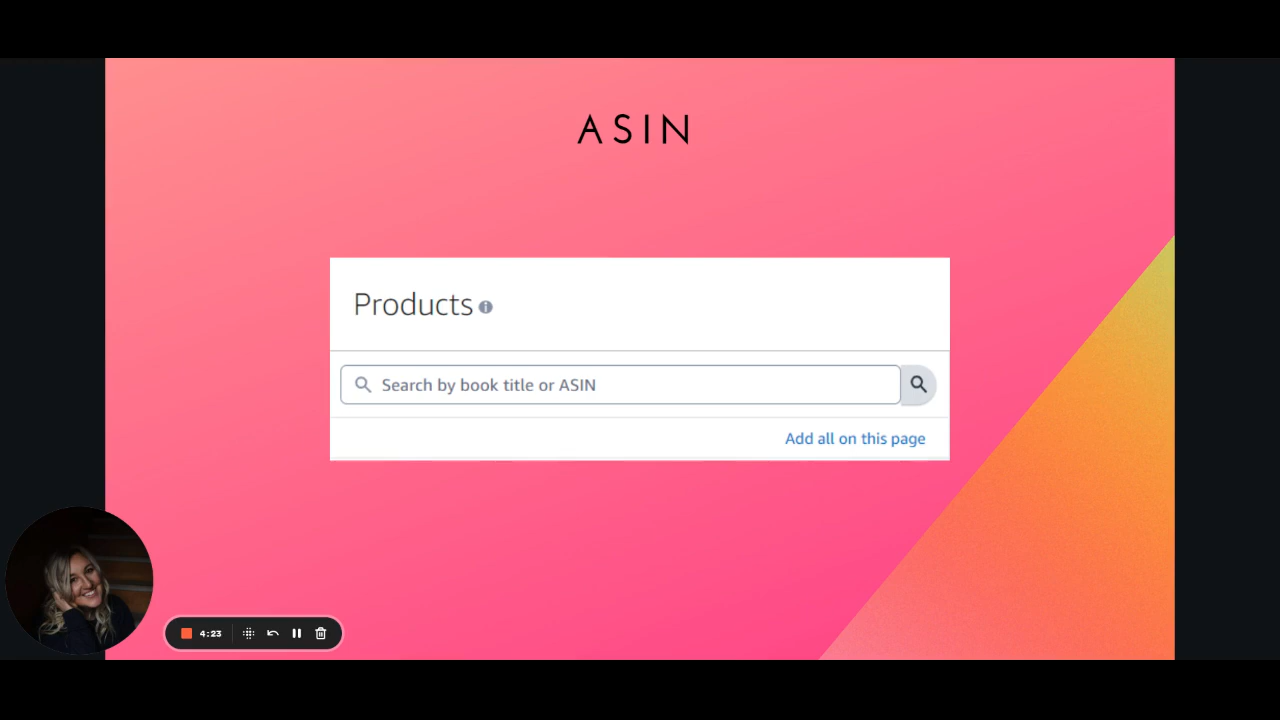 ASIN
Products
Search by book title or ASIN
Add all on this page
4:23